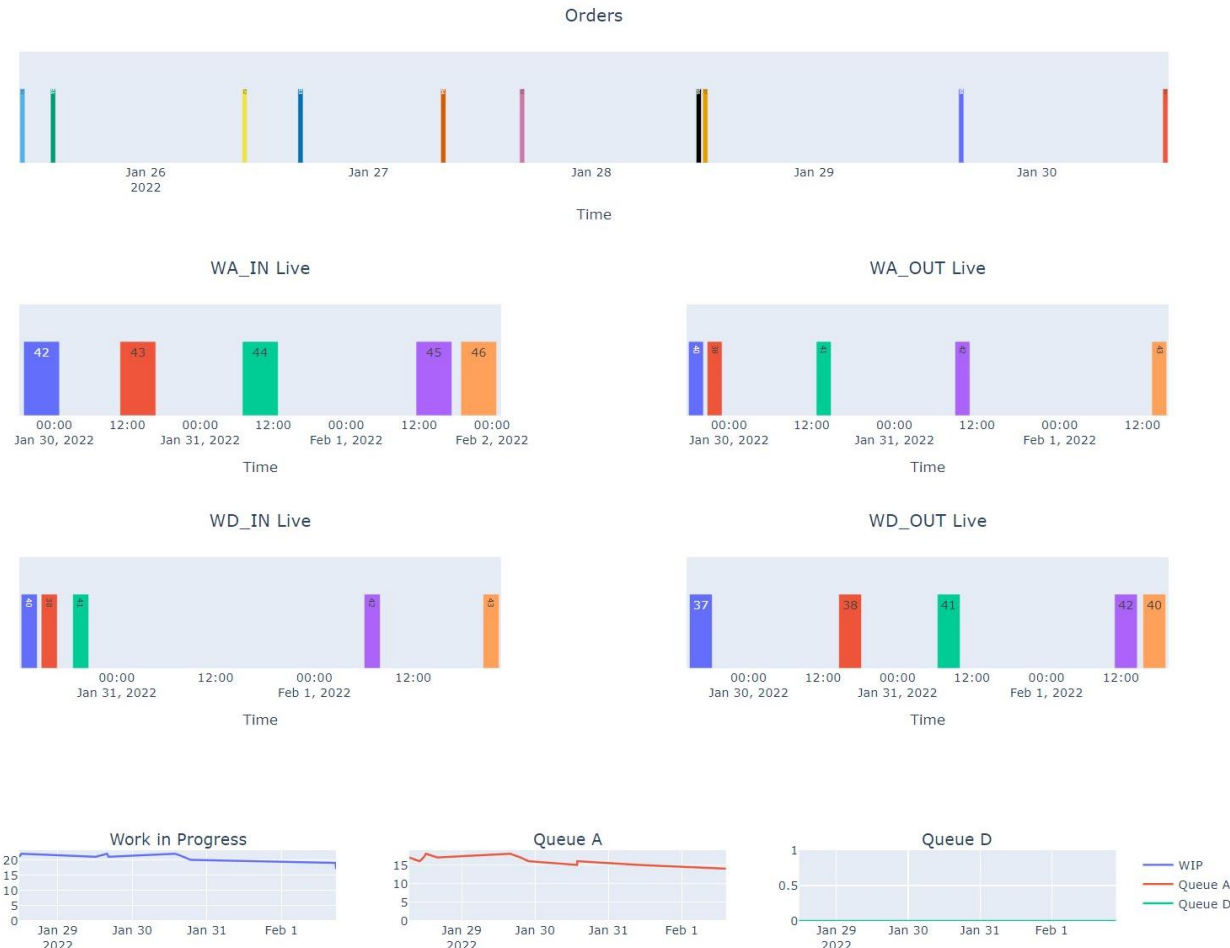 Orders
Jan 26
2022
Jan 27
Jan 28
Jan 29
Jan 30
Time
WA_IN Live
42
43
44
45
46
00:00
Jan 30, 2022
12:00
00:00
Jan 31, 2022
12:00
00:00
Feb 1, 2022
12:00
00:00
Feb 2, 2022
Time
WA_OUT Live
38
41
42
43
00:00
Jan 30, 2022
12:00
00:00
Jan 31, 2022
12:00
00:00
Feb 1, 2022
12:00
Time
WD_IN Live
40
38
41
42
43
00:00
Jan 31, 2022
12:00
00:00
Feb 1, 2022
12:00
Time
WD_OUT Live
37
38
41
42
40
00:00
Jan 30, 2022
12:00
00:00
Jan 31, 2022
12:00
00:00
Feb 1, 2022
12:00
Time
Work in Progress
20
15
10
5
0
Jan 29
2022
Jan 30
Jan 31
Feb 1
Queue A
15
10
5
0
Jan 29
2022
Jan 30
Jan 31
Feb 1
Queue D
1
0.5
0
Jan 29
2022
Jan 30
Jan 31
Feb 1
WIP
Queue A
Queue D